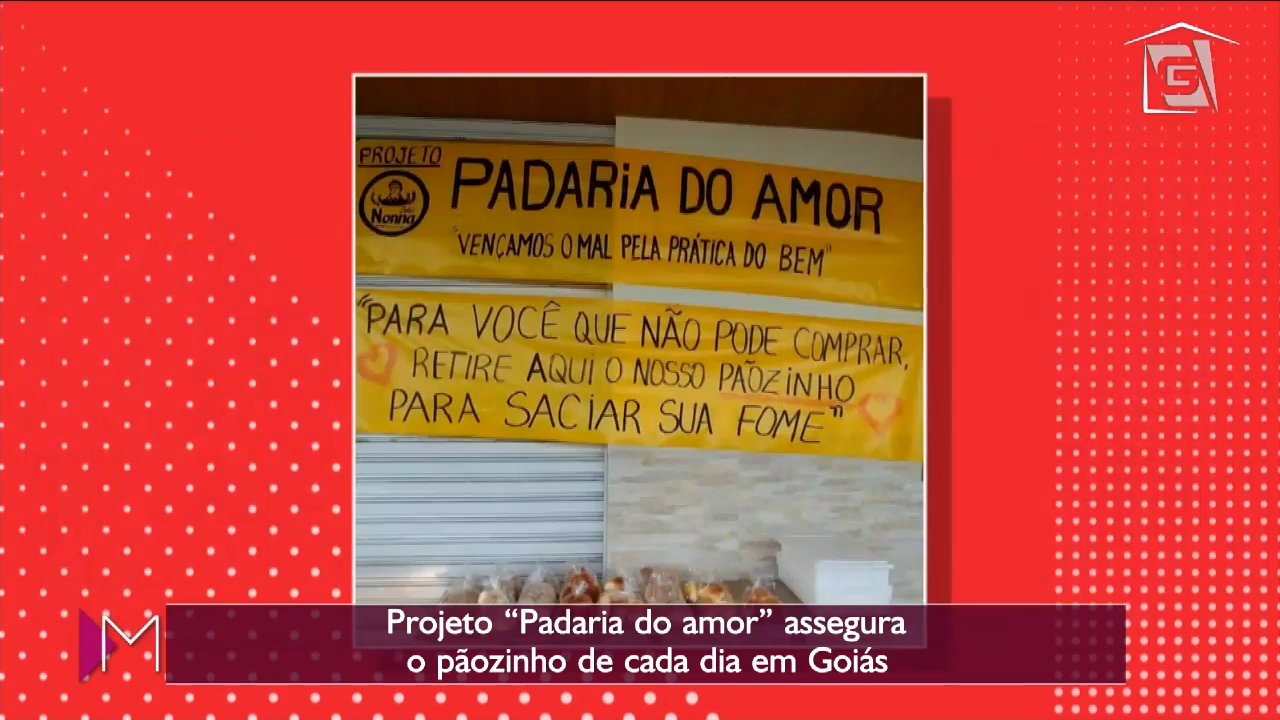 G
PROJETO
Nonna
PADARIA DO AMOR
"VENÇAMOS O MAL PELA PRÁTICA DO BEM"
"PARA VOCÊ QUE NÃO PODE COMPRAR,
RETIRE AQUI O NOSSO PAÕZINHO
PARA SACIAR SUA FOME"
M
Projeto “Padaria do amor” assegura
o pãozinho de cada dia em Goiás